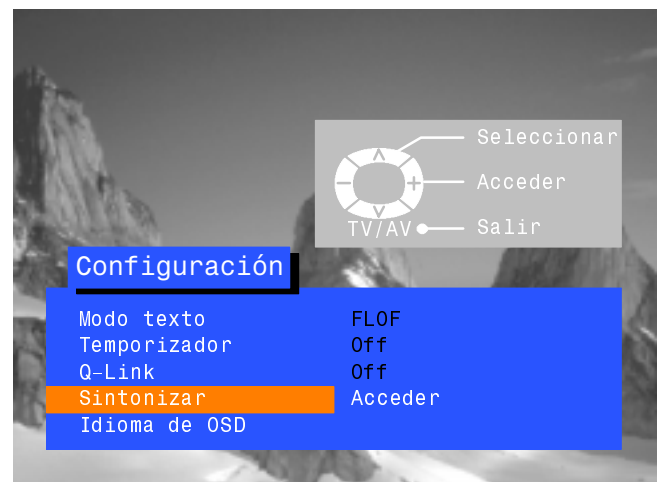 Seleccionar
Acceder
TV/AV Salir
Configuración
Modo texto FLOF
Temporizador Off
Q-Link Off
Sintonizar Acceder
Idioma de OSD